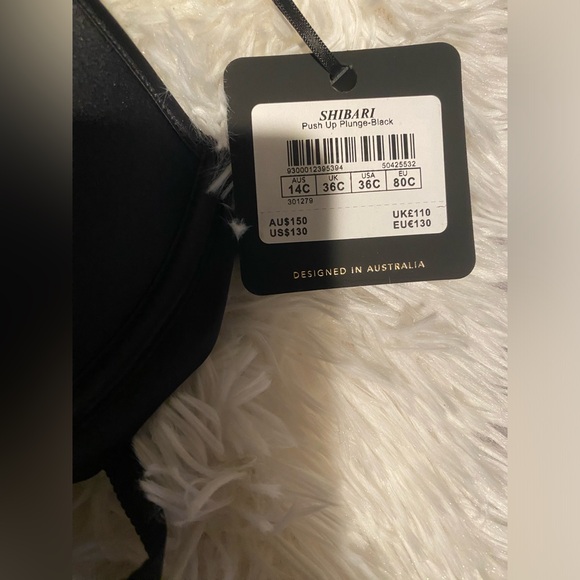 SHIBARI
Push Up Plunge-Black
9300012395394 50425532
AUS UK USA EU
14C 36C 36C 80C
301279
AU$150 UK£110
US$130 EU€130
DESIGNED IN AUSTRALIA